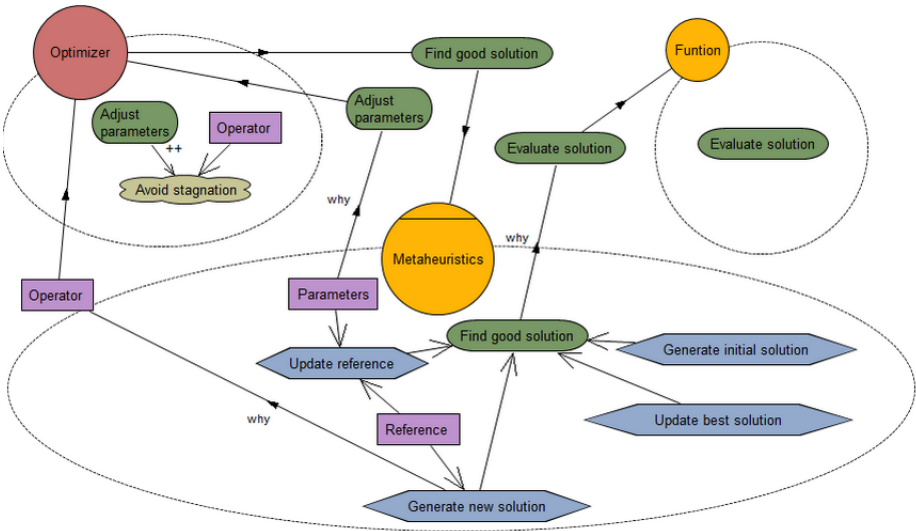 Optimizer
Find good solution
Funtion
Adjust
parameters
Adjust
parameters
Operator
++
Evaluate solution
Evaluate solution
Avoid stagnation
why
why
Metaheuristics
Operator
Parameters
Find good solution
Generate initial solution
Update reference
why
Reference
Update best solution
Generate new solution